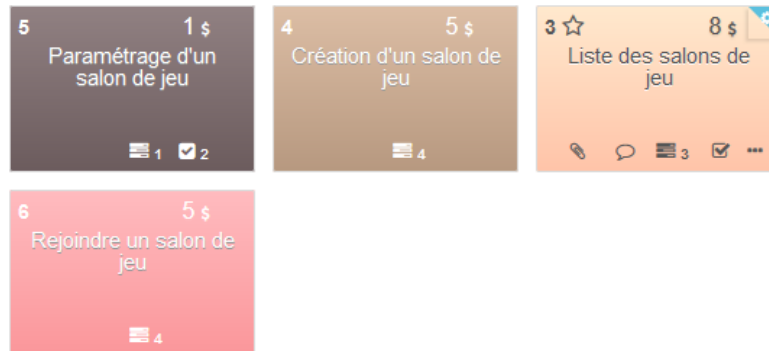 5 1 $
Paramétrage d'un
salon de jeu
1 2
4 5 $
Création d'un salon de
jeu
4
3 8 $
Liste des salons de
jeu
3
6 5 $
Rejoindre un salon de
jeu
4